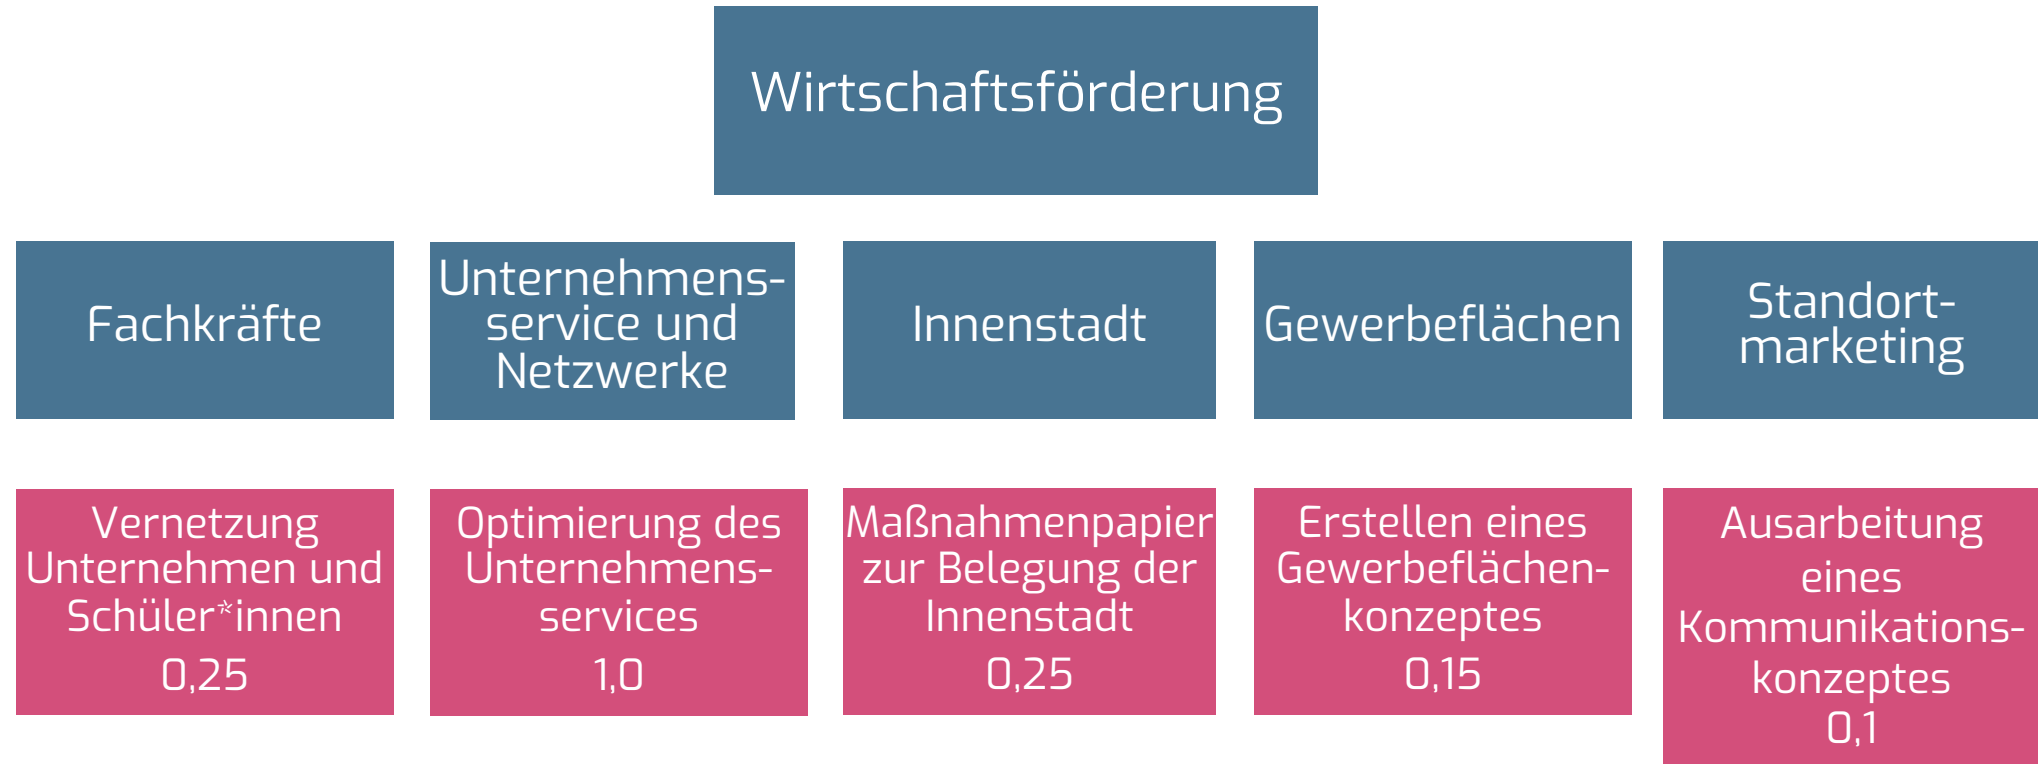 Wirtschaftsförderung
Fachkräfte
Unternehmens-
service und
Netzwerke
Innenstadt
Gewerbeflächen
Standort-
marketing
Vernetzung
Unternehmen und
Schüler*innen
0,25
Optimierung des
Unternehmens-
services
1,0
Maßnahmenpapier
zur Belegung der
Innenstadt
0,25
Erstellen eines
Gewerbeflächen-
konzeptes
0,15
Ausarbeitung
eines
Kommunikations-
konzeptes
0,1